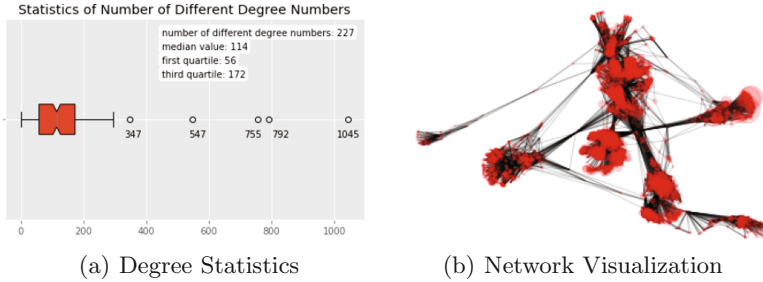 Statistics of Number of Different Degree Numbers
number of different degree numbers: 227
median value: 114
first quartile: 56
third quartile: 172
347 547 755 792 1045
0 200 400 600 800 1000
(a) Degree Statistics
(b) Network Visualization